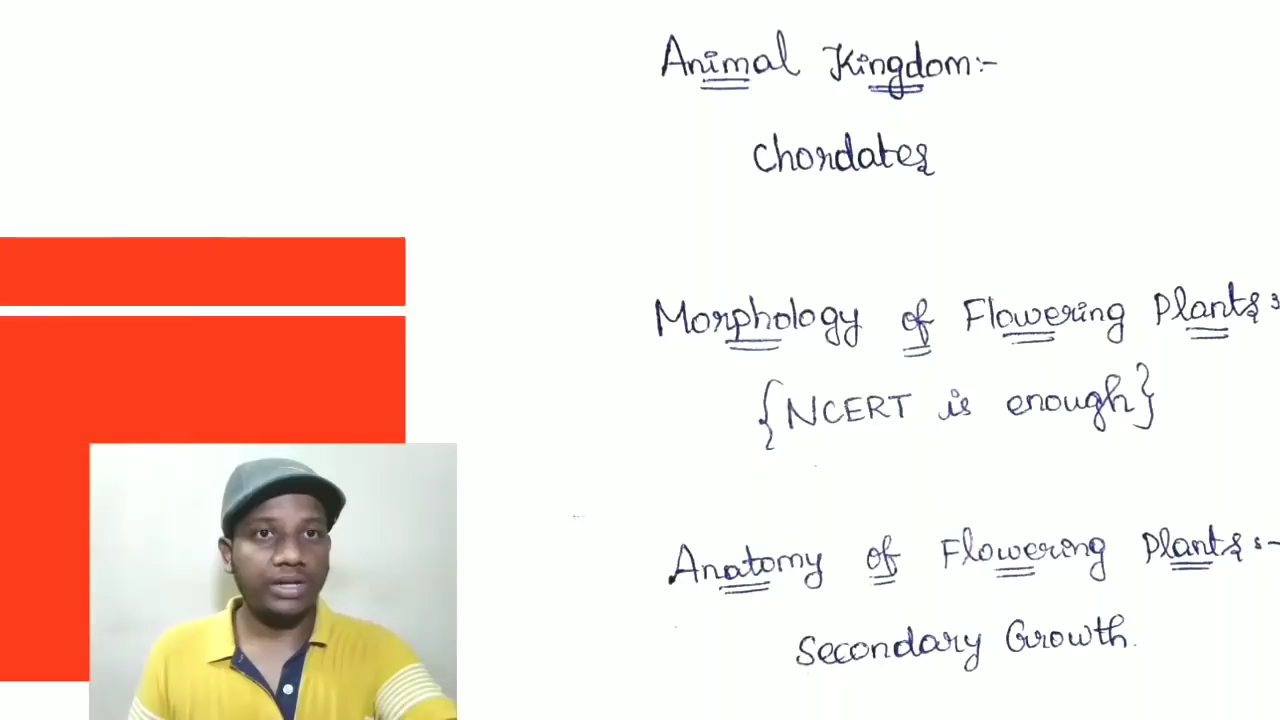 Animal Kingdom:-
Chordates
Morphology of Flowering Plants:
{NCERT is enough}
Anatomy of Flowering Plants:-
Secondary Growth.